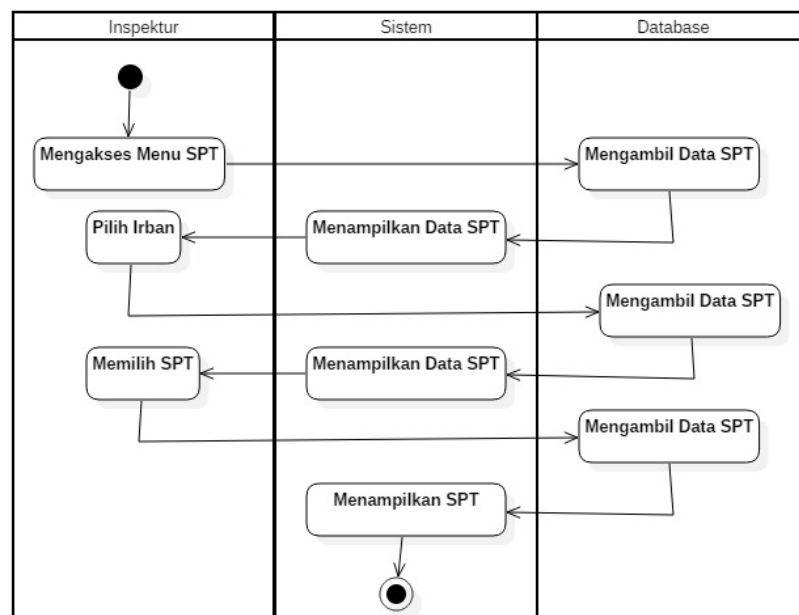 Inspektur
Sistem
Database
Mengakses Menu SPT
Mengambil Data SPT
Pilih Irban
Menampilkan Data SPT
Mengambil Data SPT
Memilih SPT
Menampilkan Data SPT
Mengambil Data SPT
Menampilkan SPT